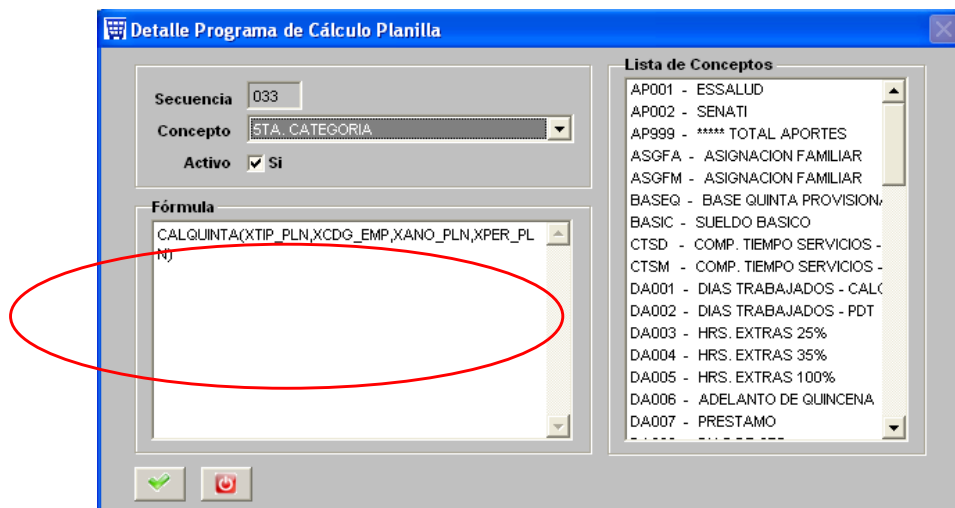 Detalle Programa de Cálculo Planilla
Secuencia 033
Concepto 5TA. CATEGORIA
Activo Si
Fórmula
CALQUINTA(XTIP_PLN,XCDG_EMP,XANO_PLN,XPER_PL
N)
Lista de Conceptos
AP001 - ESSALUD
AP002 - SENATI
AP999 - ***** TOTAL APORTES
ASGFA - ASIGNACION FAMILIAR
ASGFM - ASIGNACION FAMILIAR
BASEQ - BASE QUINTA PROVISION
BASIC - SUELDO BASICO
CTSD - COMP. TIEMPO SERVICIOS -
CTSM - COMP. TIEMPO SERVICIOS -
DA001 - DIAS TRABAJADOS - CALC
DA002 - DIAS TRABAJADOS - PDT
DA003 - HRS. EXTRAS 25%
DA004 - HRS. EXTRAS 35%
DA005 - HRS. EXTRAS 100%
DA006 - ADELANTO DE QUINCENA
DA007 - PRESTAMO